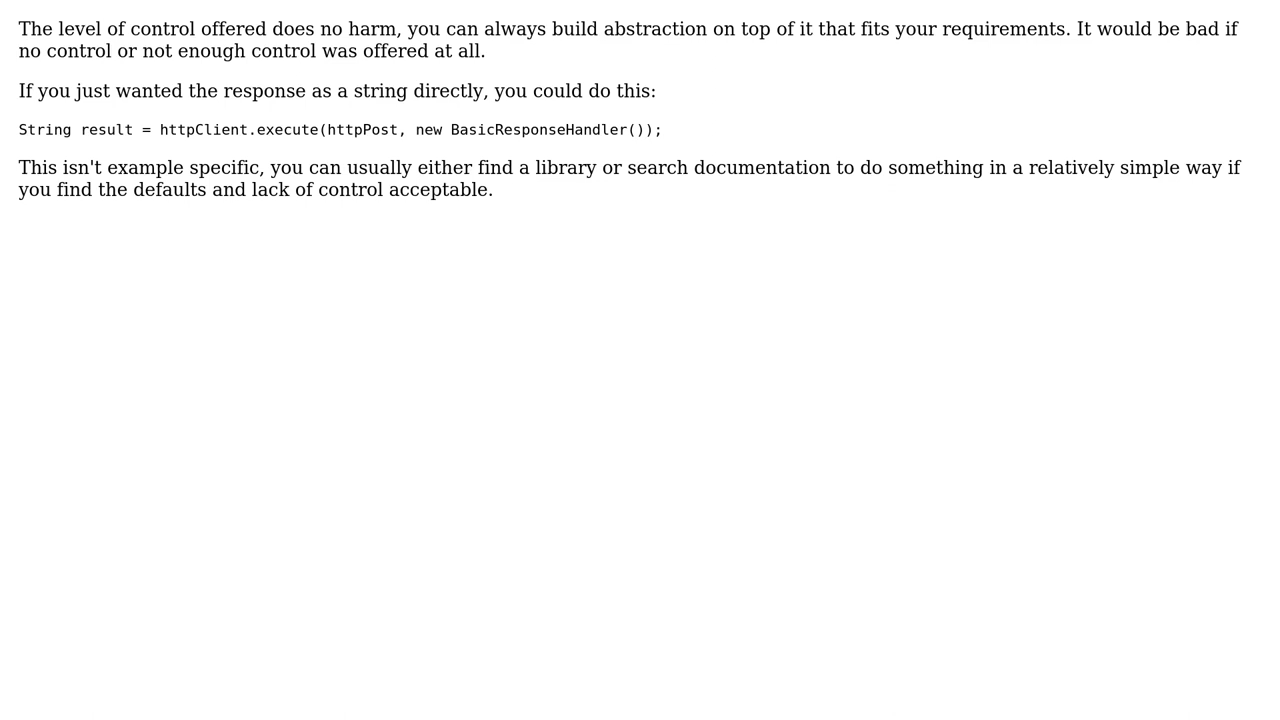 The level of control offered does no harm, you can always build abstraction on top of it that fits your requirements. It would be bad if
no control or not enough control was offered at all.
If you just wanted the response as a string directly, you could do this:
String result = httpClient.execute(httpPost, new BasicResponseHandler());
This isn't example specific, you can usually either find a library or search documentation to do something in a relatively simple way if
you find the defaults and lack of control acceptable.